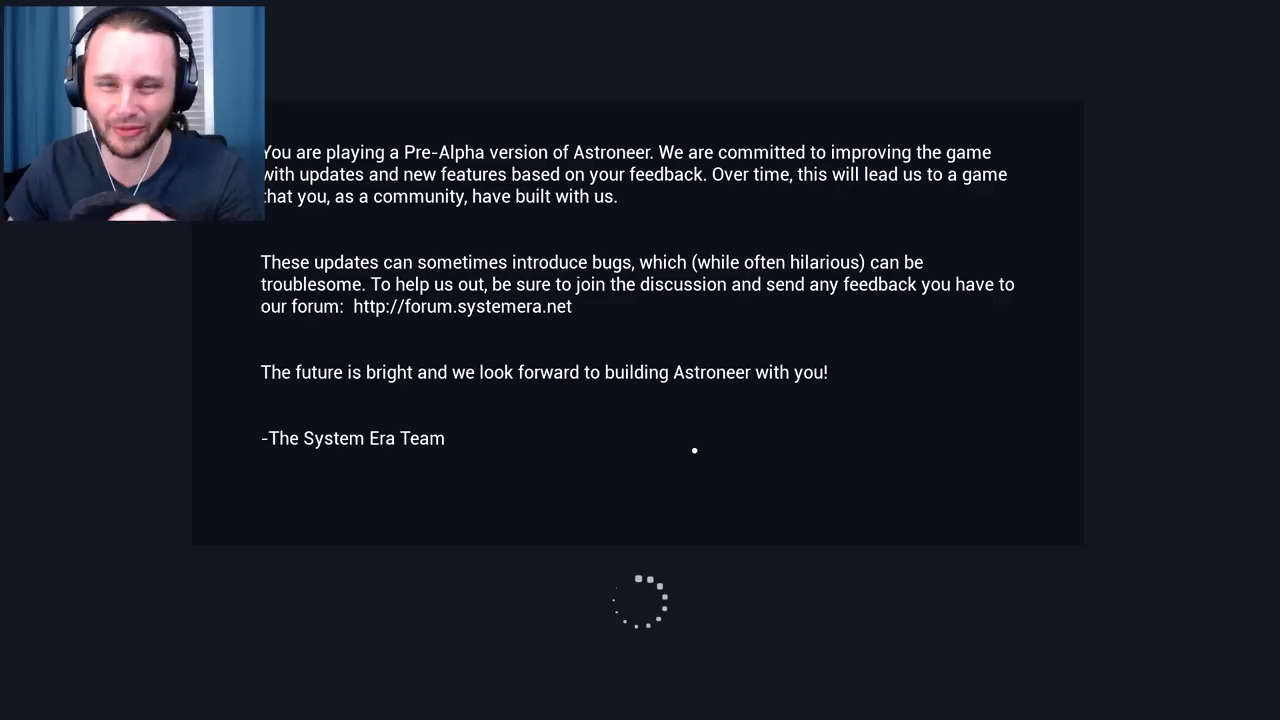 You are playing a Pre-Alpha version of Astroneer. We are committed to improving the game
with updates and new features based on your feedback. Over time, this will lead us to a game
that you, as a community, have built with us.
These updates can sometimes introduce bugs, which (while often hilarious) can be
troublesome. To help us out, be sure to join the discussion and send any feedback you have to
our forum:  http://forum.systemera.net
The future is bright and we look forward to building Astroneer with you!
-The System Era Team